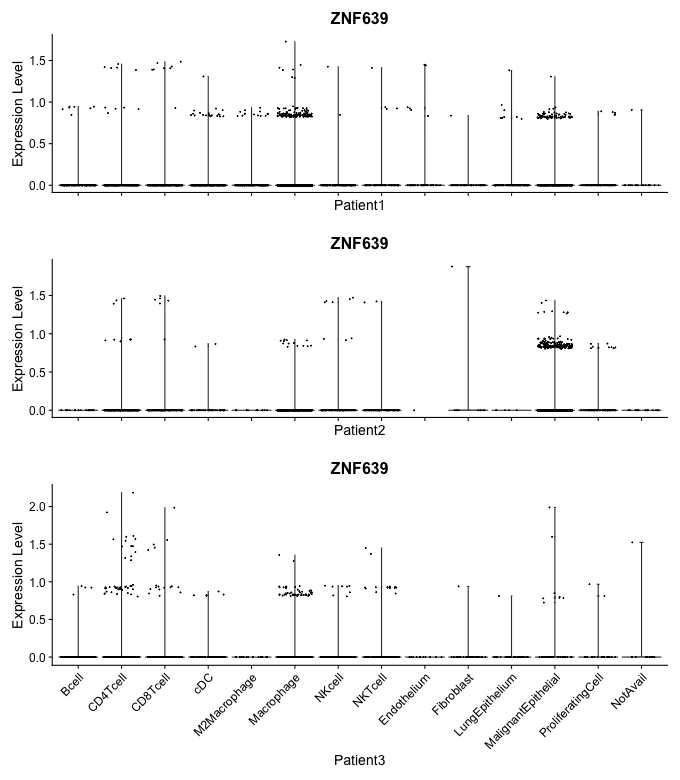 ZNF639
Expression Level
1.5
1.0
0.5
0.0
Patient1
ZNF639
Expression Level
1.5
1.0
0.5
0.0
Patient2
ZNF639
Expression Level
2.0
1.5
1.0
0.5
0.0
Bcell
CD4Tcell
CD8Tcell
cDC
M2Macrophage
Macrophage
NKcell
NKTcell
Endothelium
Fibroblast
LungEpithelium
MalignantEpithelial
ProliferatingCell
NotAvail
Patient3